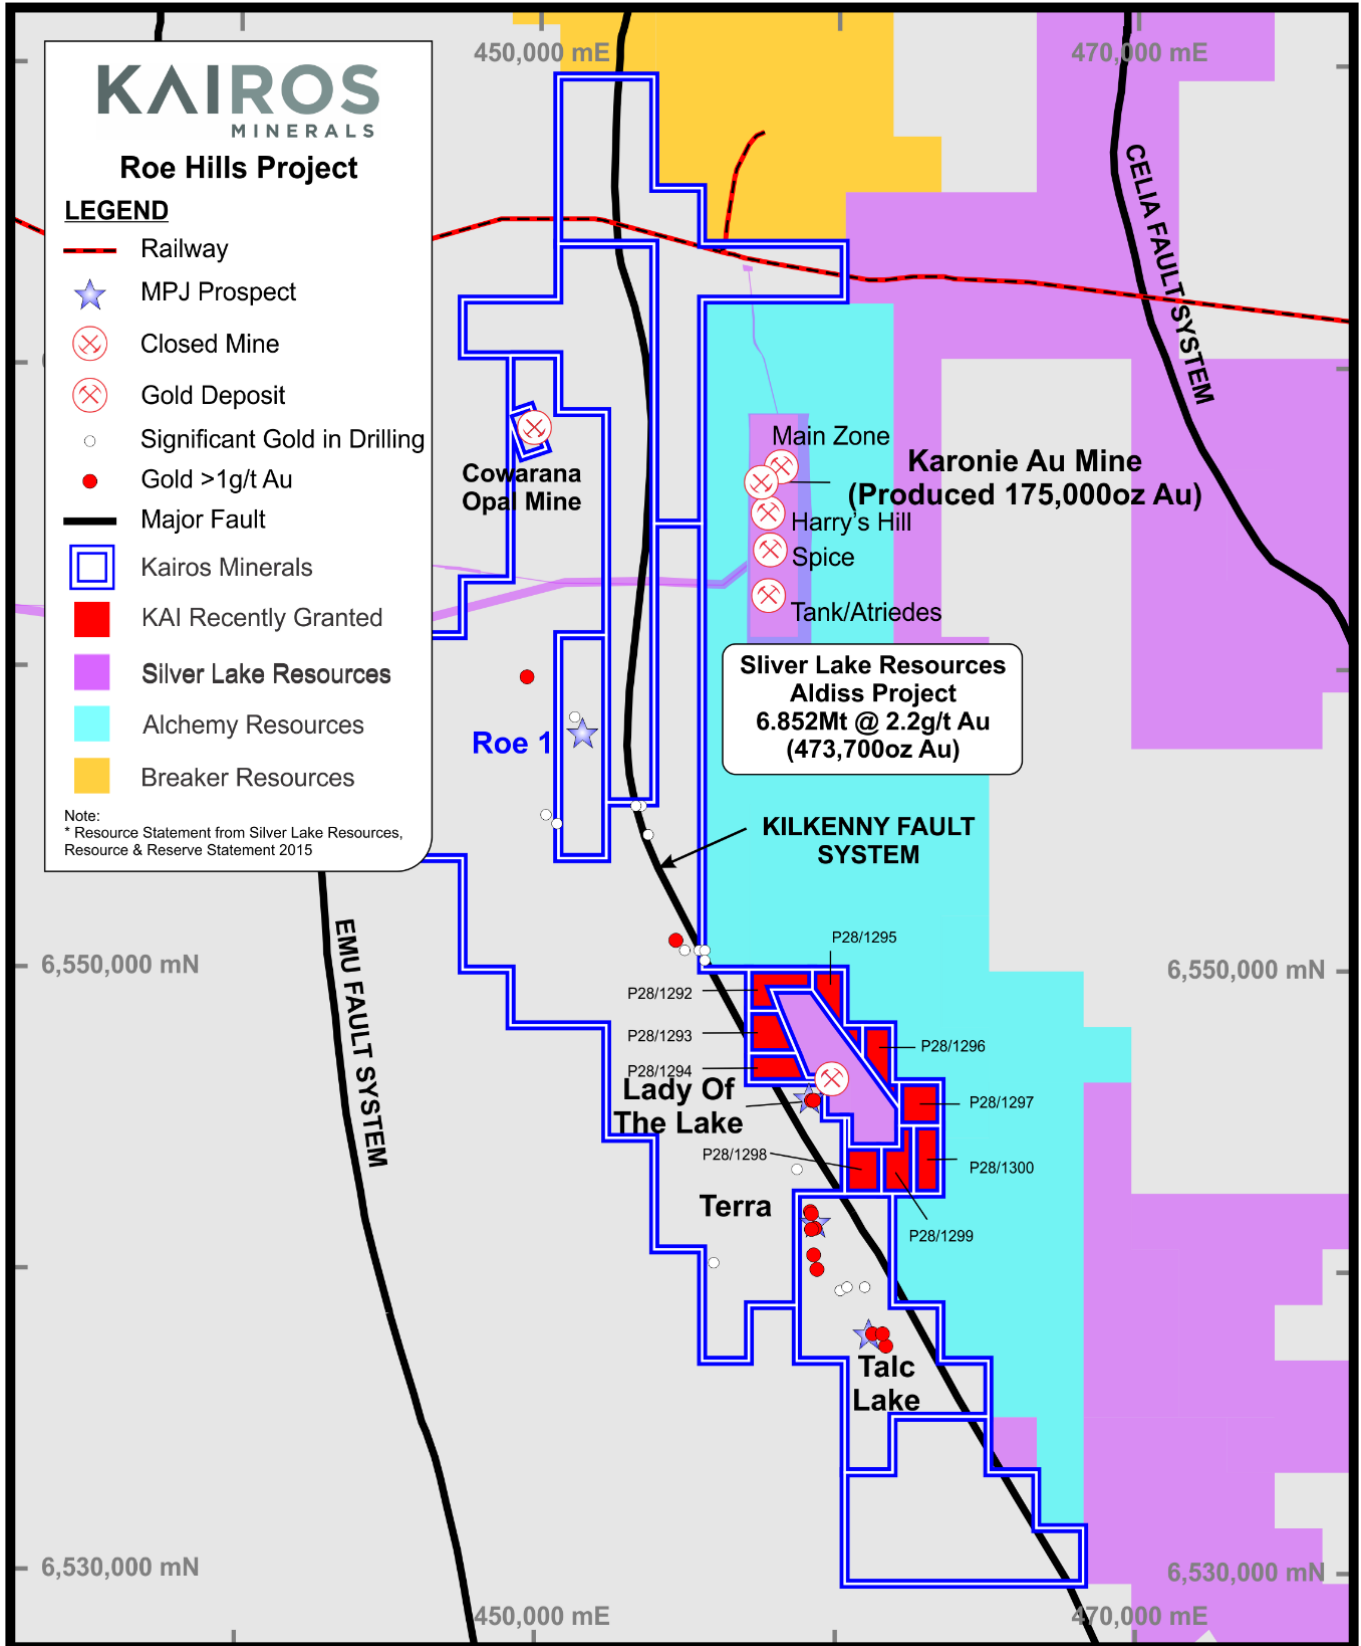 450,000 mE
470,000 mE
KAIROS
MINERALS
Roe Hills Project
LEGEND
Railway
MPJ Prospect
Closed Mine
Gold Deposit
Significant Gold in Drilling
Gold >1g/t Au
Major Fault
Kairos Minerals
KAI Recently Granted
Silver Lake Resources
Alchemy Resources
Breaker Resources
Note:
* Resource Statement from Silver Lake Resources,
Resource & Reserve Statement 2015
CELIA FAULT SYSTEM
Cowarana
Opal Mine
Main Zone
Karonie Au Mine
(Produced 175,000oz Au)
Harry's Hill
Spice
Tank/Atriedes
Sliver Lake Resources
Aldiss Project
6.852Mt @ 2.2g/t Au
(473,700oz Au)
Roe 1
KILKENNY FAULT
SYSTEM
EMU FAULT SYSTEM
6,550,000 mN
6,550,000 mN
P28/1295
P28/1292
P28/1293
P28/1296
P28/1294
Lady Of
The Lake
P28/1297
P28/1298
P28/1300
Terra
P28/1299
Talc
Lake
6,530,000 mN
6,530,000 mN
450,000 mE
470,000 mE